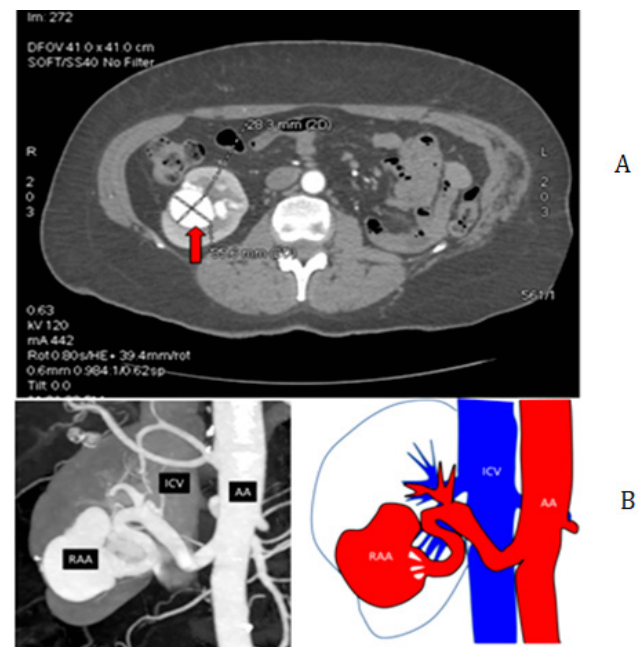 Im: 272
DFOV 41.0 x 41.0 cm
SOFT/SS40 No Filter
A
28.3 mm (2D)
R
L
2
0
3
2
0
3
561/1
0.63
kV 120
mA 442
Rot 0.80s/HE+ 39.4mm/rot
0.6mm 0.984:1/0.62sp
Tilt 0.0
ICV
AA
RAA
ICV
AA
RAA
B